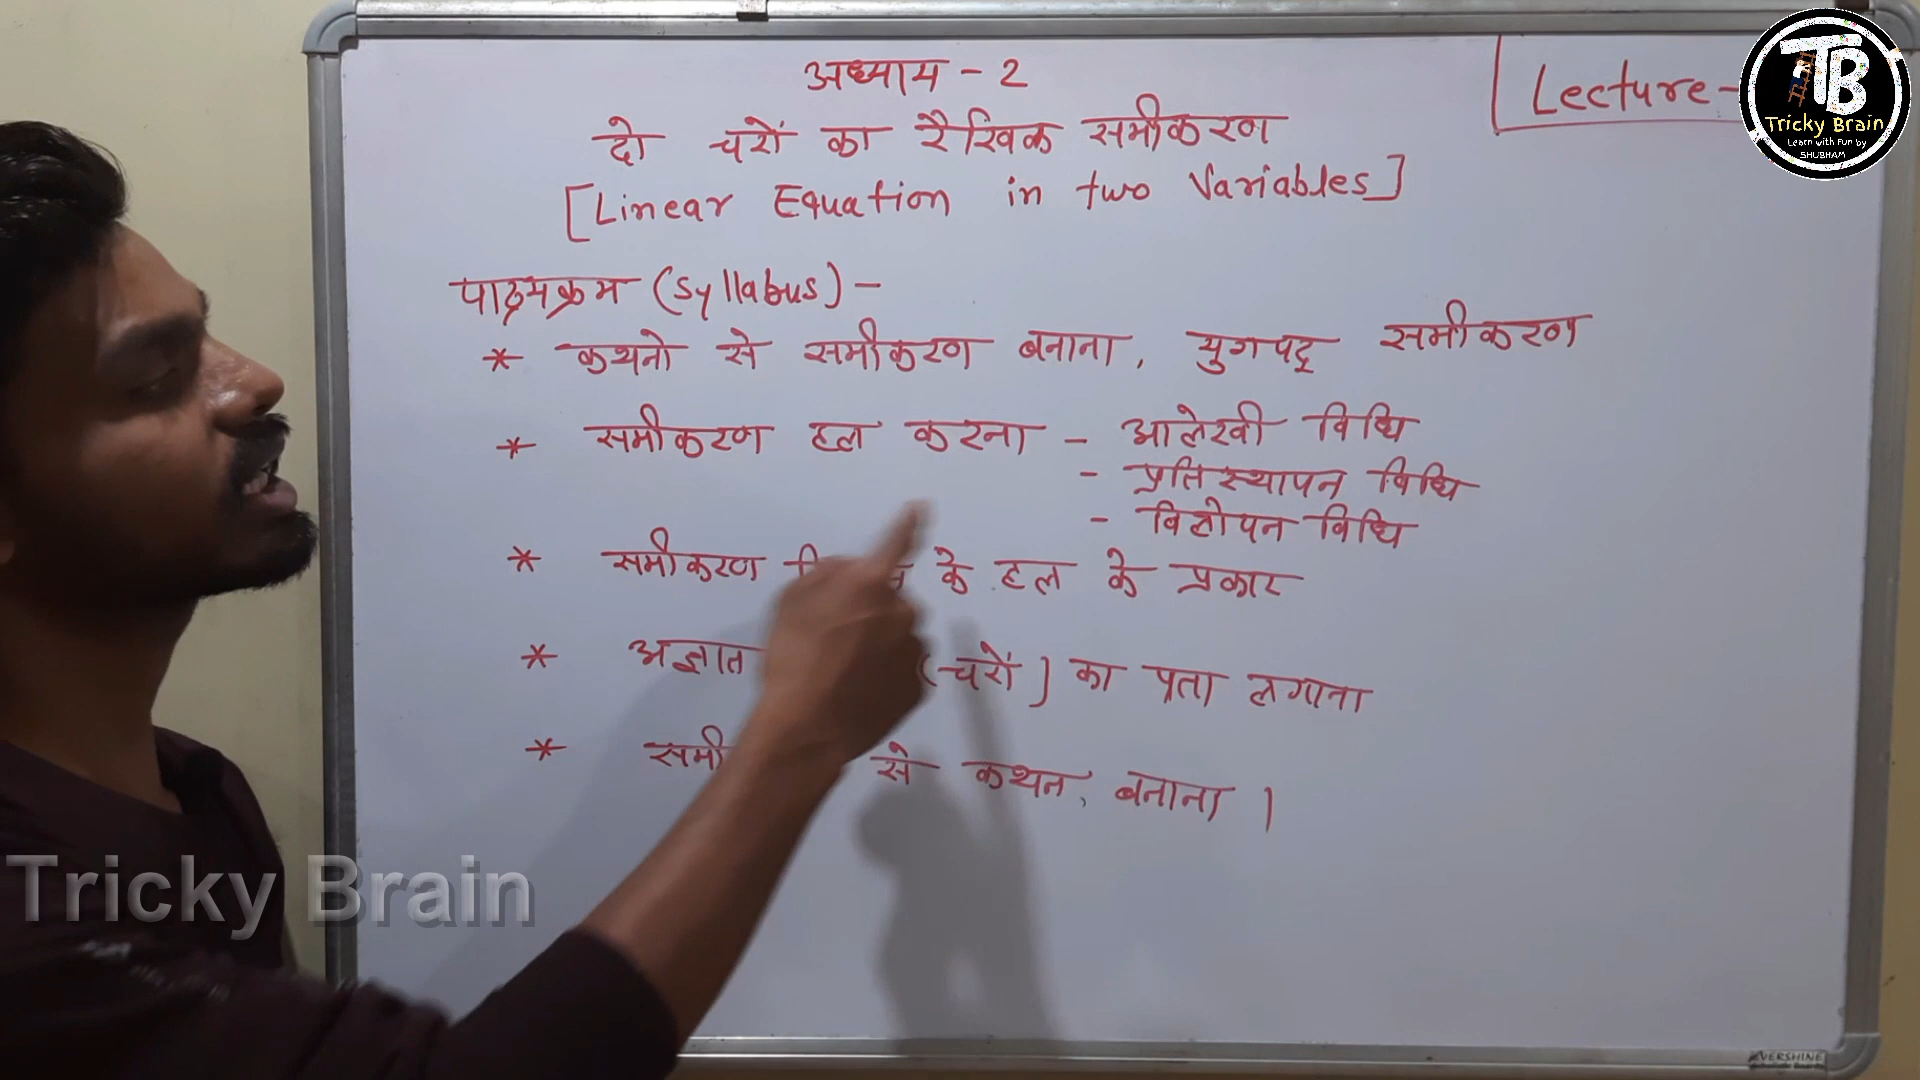 अध्याय - 2
Lecture-
दो चरों का रैखिक समीकरण
[Linear Equation in two Variables]
पाठ्यक्रम (Syllabus) -
* कथनो से समीकरण बनाना, युगपद् समीकरण
* समीकरण हल करना - आलेखी विधि
- प्रतिस्थापन विधि
- विलोपन विधि
* समीकरण के हल के प्रकार
* अज्ञात (चरों) का पता लगाना
* समी से कथन, बनाना ।
TB
Tricky Brain
Learn with Fun by
SHUBHAM
Tricky Brain